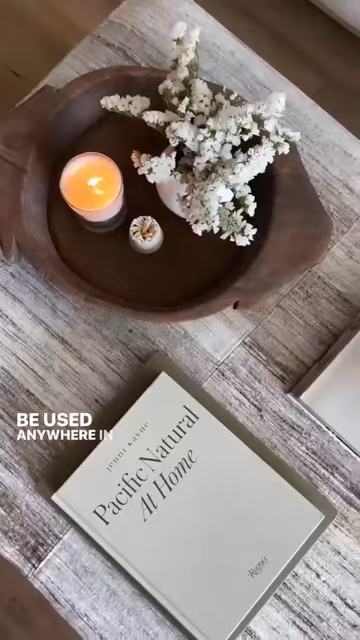 BE USED
ANYWHERE IN
Jenni Kayne
Pacific Natural
At Home
Rizzoli